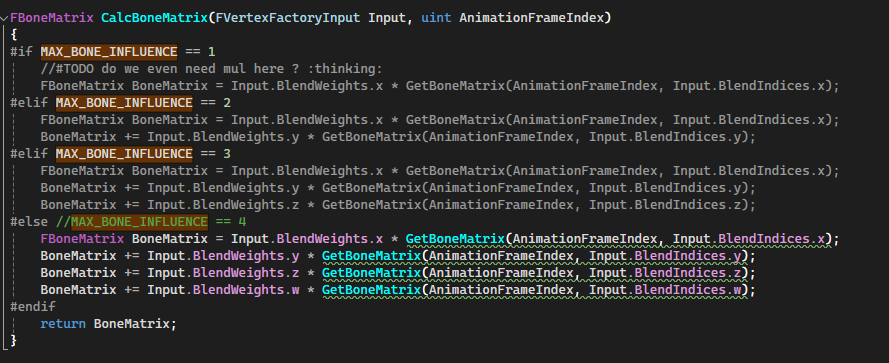 FBoneMatrix CalcBoneMatrix(FVertexFactoryInput Input, uint AnimationFrameIndex)
{
#if MAX_BONE_INFLUENCE == 1
    //#TODO do we even need mul here ? :thinking:
    FBoneMatrix BoneMatrix = Input.BlendWeights.x * GetBoneMatrix(AnimationFrameIndex, Input.BlendIndices.x);
#elif MAX_BONE_INFLUENCE == 2
    FBoneMatrix BoneMatrix = Input.BlendWeights.x * GetBoneMatrix(AnimationFrameIndex, Input.BlendIndices.x);
    BoneMatrix += Input.BlendWeights.y * GetBoneMatrix(AnimationFrameIndex, Input.BlendIndices.y);
#elif MAX_BONE_INFLUENCE == 3
    FBoneMatrix BoneMatrix = Input.BlendWeights.x * GetBoneMatrix(AnimationFrameIndex, Input.BlendIndices.x);
    BoneMatrix += Input.BlendWeights.y * GetBoneMatrix(AnimationFrameIndex, Input.BlendIndices.y);
    BoneMatrix += Input.BlendWeights.z * GetBoneMatrix(AnimationFrameIndex, Input.BlendIndices.z);
#else //MAX_BONE_INFLUENCE == 4
    FBoneMatrix BoneMatrix = Input.BlendWeights.x * GetBoneMatrix(AnimationFrameIndex, Input.BlendIndices.x);
    BoneMatrix += Input.BlendWeights.y * GetBoneMatrix(AnimationFrameIndex, Input.BlendIndices.y);
    BoneMatrix += Input.BlendWeights.z * GetBoneMatrix(AnimationFrameIndex, Input.BlendIndices.z);
    BoneMatrix += Input.BlendWeights.w * GetBoneMatrix(AnimationFrameIndex, Input.BlendIndices.w);
#endif
    return BoneMatrix;
}